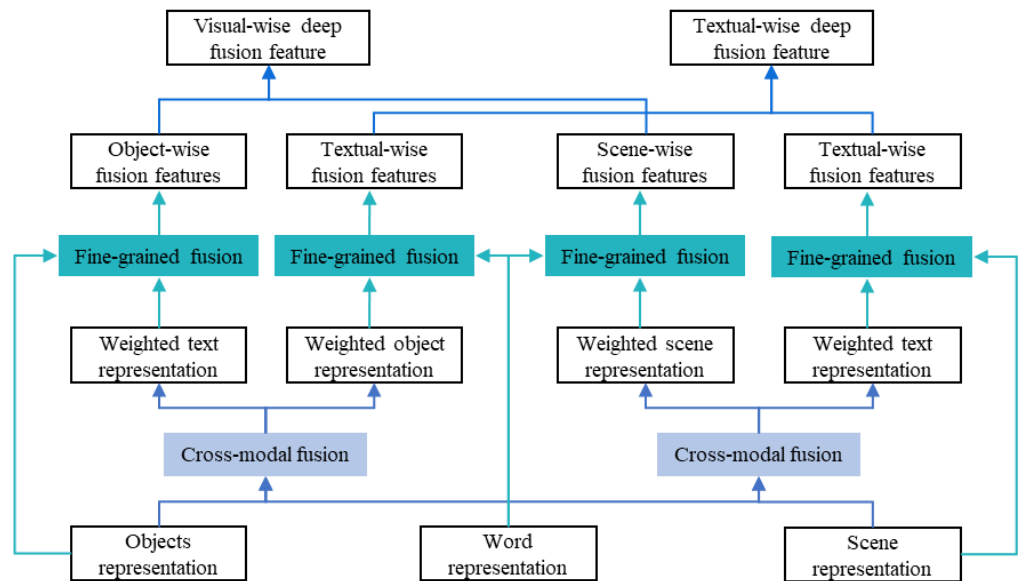 Visual-wise deep
fusion feature
Textual-wise deep
fusion feature
Object-wise
fusion features
Textual-wise
fusion features
Scene-wise
fusion features
Textual-wise
fusion features
Fine-grained fusion
Fine-grained fusion
Fine-grained fusion
Fine-grained fusion
Weighted text
representation
Weighted object
representation
Weighted scene
representation
Weighted text
representation
Cross-modal fusion
Cross-modal fusion
Objects
representation
Word
representation
Scene
representation